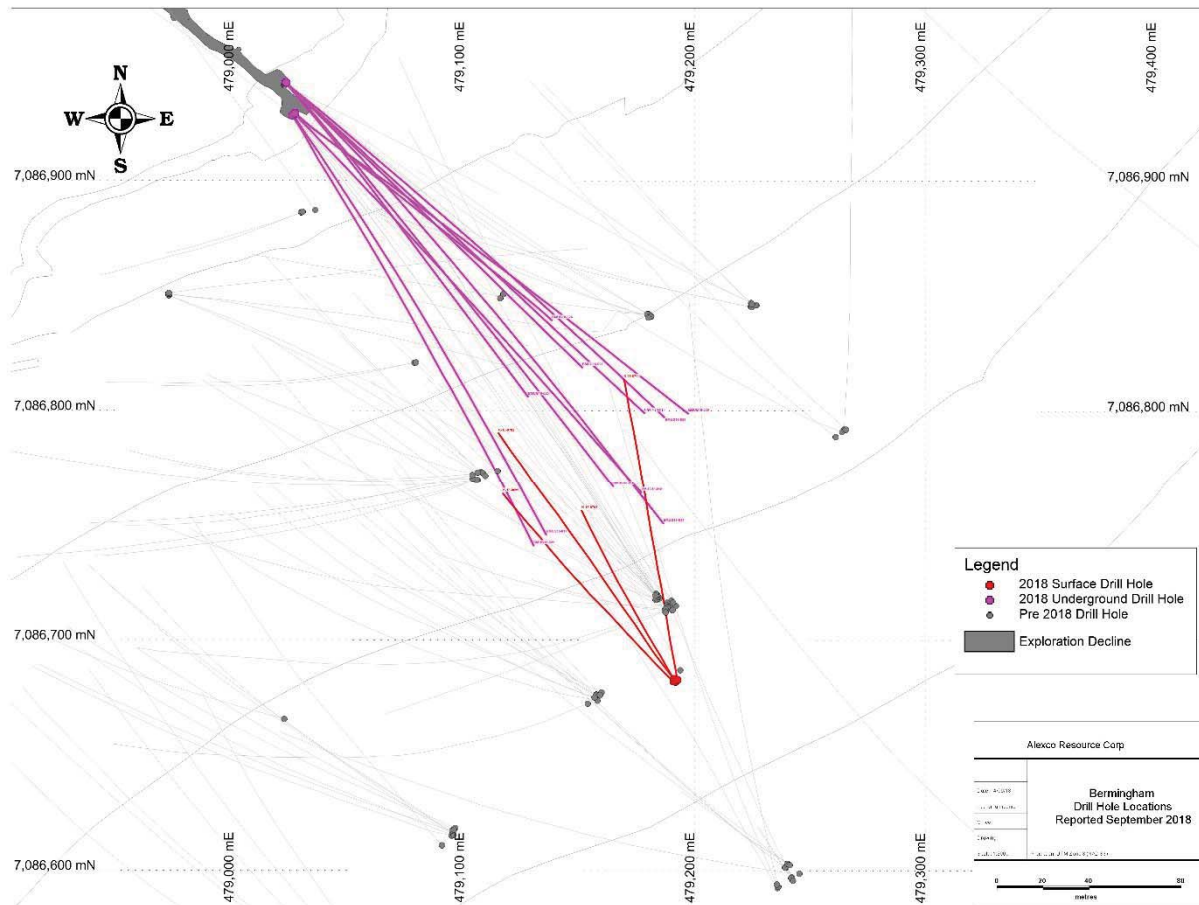 479,000 mE
479,100 mE
479,200 mE
479,300 mE
479,400 mE
N
W E
S
7,086,900 mN
7,086,900 mN
7,086,800 mN
7,086,800 mN
7,086,700 mN
7,086,600 mN
Legend
2018 Surface Drill Hole
2018 Underground Drill Hole
Pre 2018 Drill Hole
Exploration Decline
Alexco Resource Corp
Bermingham
Drill Hole Locations
Reported September 2018
479,000 mE
479,100 mE
479,200 mE
479,300 mE
0 20 40 80
metres